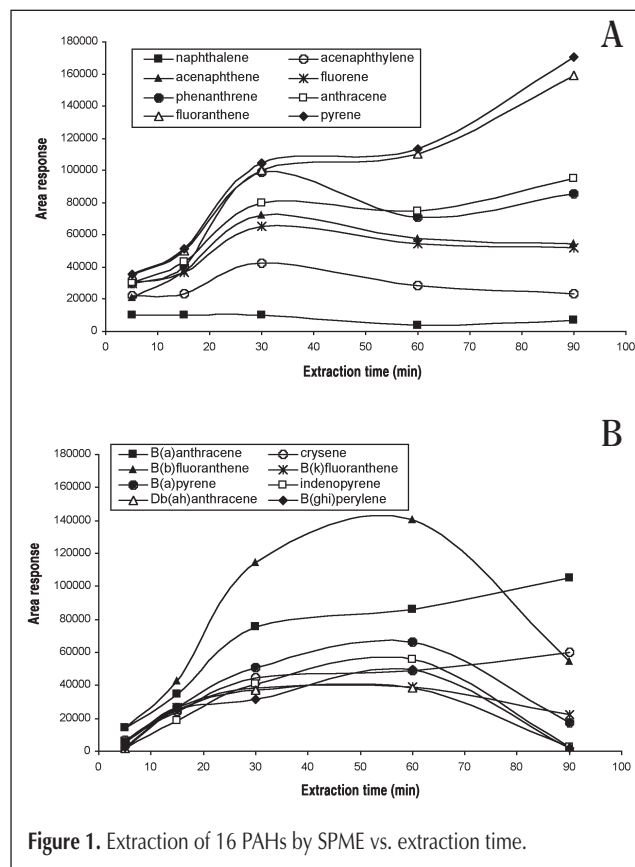 A
naphthalene acenaphthylene
acenaphthene fluorene
phenanthrene anthracene
fluoranthene pyrene
180000
160000
140000
120000
100000
80000
60000
40000
20000
0
Area response
0 10 20 30 40 50 60 70 80 90 100
Extraction time (min)
B
B(a)anthracene crysene
B(b)fluoranthene B(k)fluoranthene
B(a)pyrene indenopyrene
Db(ah)anthracene B(ghi)perylene
180000
160000
140000
120000
100000
80000
60000
40000
20000
0
Area response
0 10 20 30 40 50 60 70 80 90 100
Extraction time (min)
Figure 1. Extraction of 16 PAHs by SPME vs. extraction time.